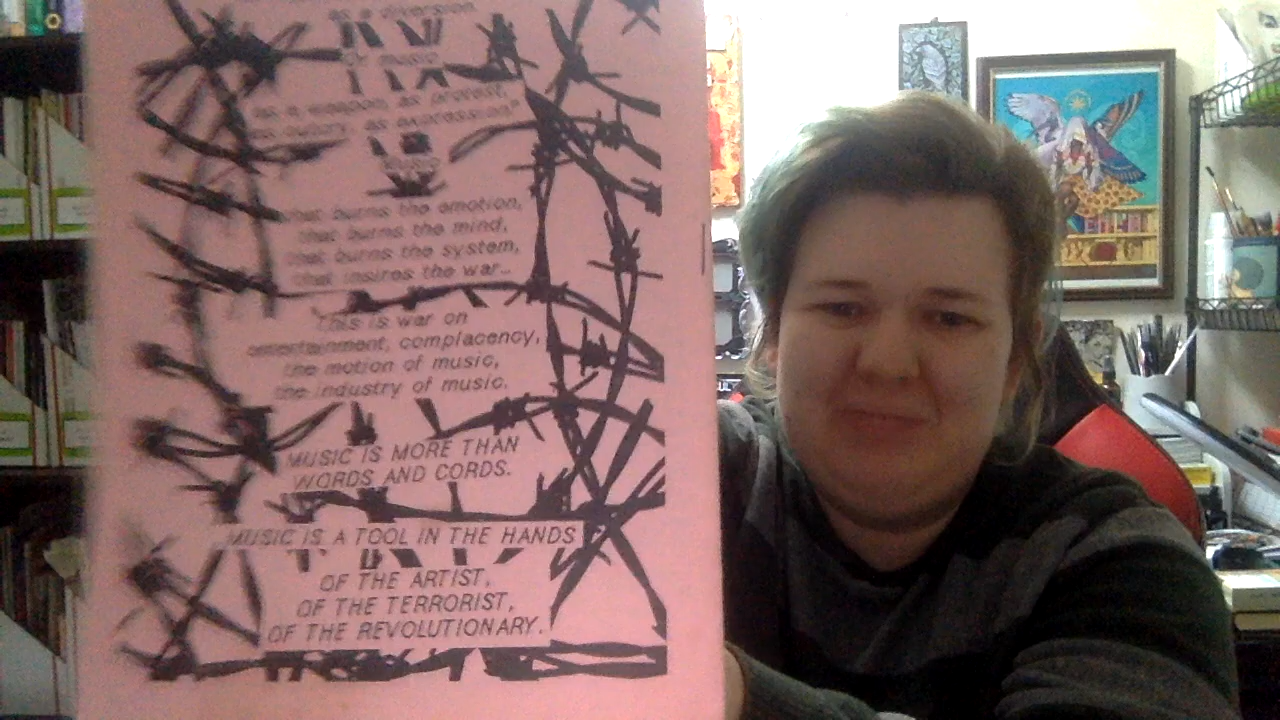 as a diversion
Or music
as a weapon, as protest,
as outcry, as expression"
Music
that burns the emotion,
that burns the mind,
that burns the system,
that insires the war...
This is war on
entertainment, complacency,
the motion of music,
the industry of music.
MUSIC IS MORE THAN
WORDS AND CORDS.
MUSIC IS A TOOL IN THE HANDS
OF THE ARTIST,
OF THE TERRORIST,
OF THE REVOLUTIONARY.